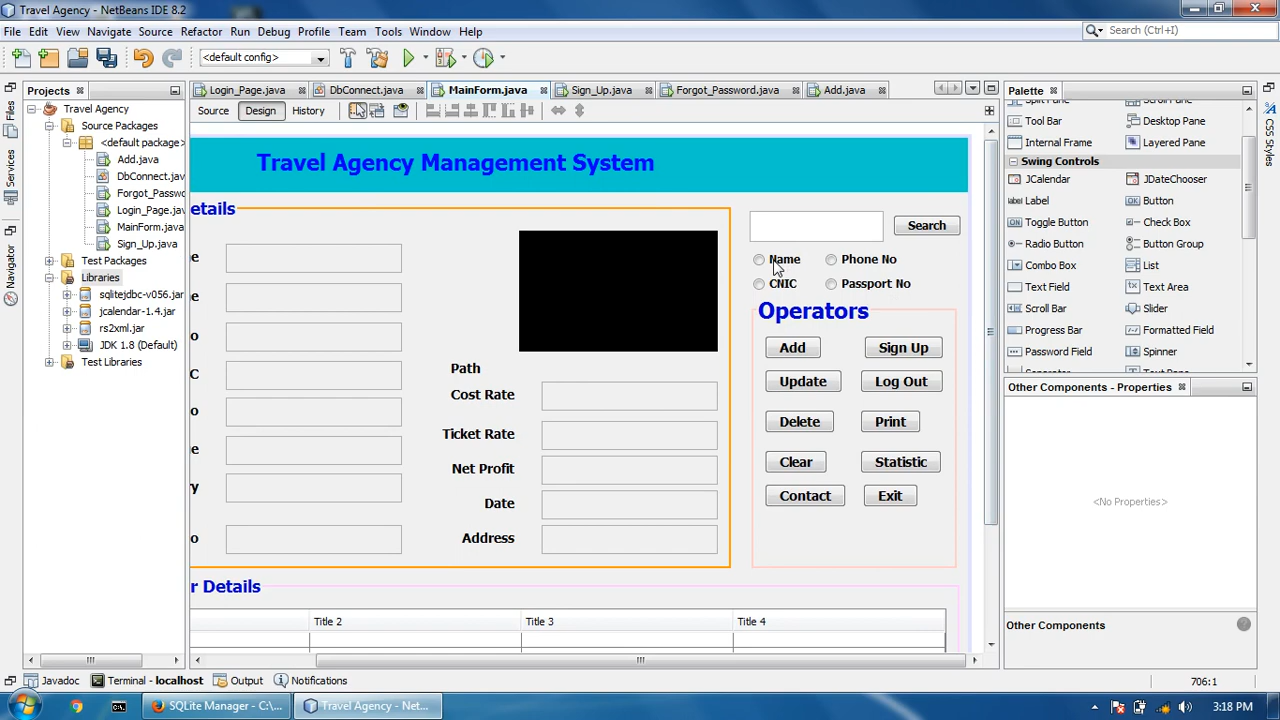 Travel Agency - NetBeans IDE 8.2
File Edit View Navigate Source Refactor Run Debug Profile Team Tools Window Help
Search (Ctrl+I)
<default config>
Projects
Login_Page.java DbConnect.java MainForm.java Sign_Up.java Forgot_Password.java Add.java
Palette
Source Design History
Files
Services
Navigator
Travel Agency
Source Packages
<default package>
Add.java
DbConnect.jav
Forgot_Passwo
Login_Page.jav
MainForm.java
Sign_Up.java
Test Packages
Libraries
sqlitejdbc-v056.jar
jcalendar-1.4.jar
rs2xml.jar
JDK 1.8 (Default)
Test Libraries
Travel Agency Management System
etails
Search
Name Phone No
CNIC Passport No
Operators
Add Sign Up
Update Log Out
Delete Print
Clear Statistic
Contact Exit
e
e
o
C
o
e
y
o
Path
Cost Rate
Ticket Rate
Net Profit
Date
Address
r Details
Title 2 Title 3 Title 4
Tool Bar Desktop Pane
Internal Frame Layered Pane
Swing Controls
JCalendar JDateChooser
label Label Button
Toggle Button Check Box
Radio Button Button Group
Combo Box List
Text Field Text Area
Scroll Bar Slider
Progress Bar Formatted Field
Password Field Spinner
CSS Styles
Other Components - Properties
<No Properties>
Other Components
Javadoc Terminal - localhost Output Notifications
706:1
SQLite Manager - C:\... Travel Agency - Net...
3:18 PM